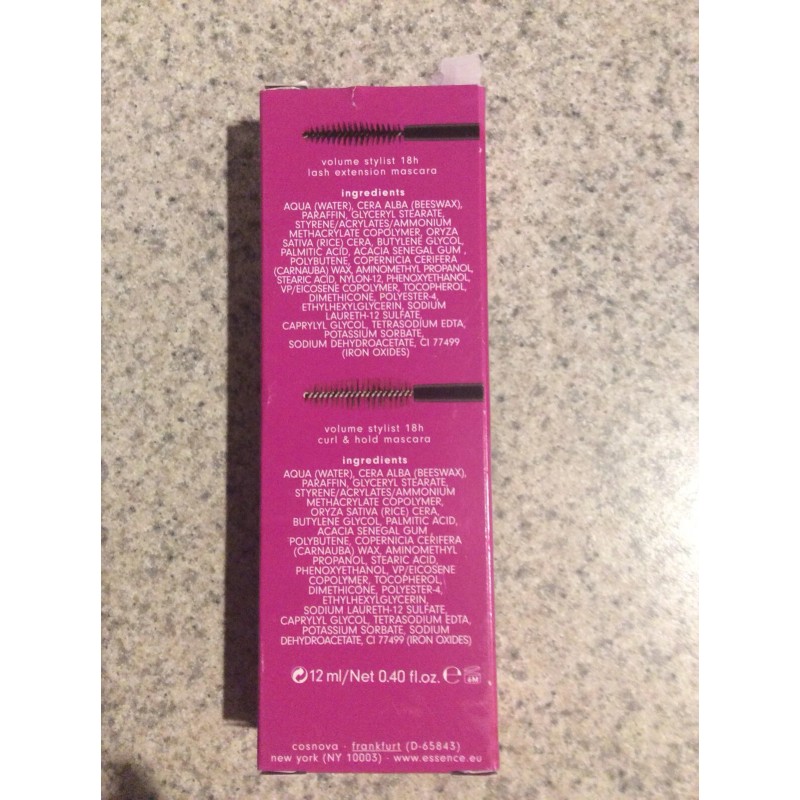 volume stylist 18h
lash extension mascara
ingredients
AQUA (WATER), CERA ALBA (BEESWAX),
PARAFFIN, GLYCERYL STEARATE,
STYRENE/ACRYLATES/AMMONIUM
METHACRYLATE COPOLYMER, ORYZA
SATIVA (RICE) CERA, BUTYLENE GLYCOL,
PALMITIC ACID, ACACIA SENEGAL GUM ,
POLYBUTENE, COPERNICIA CERIFERA
(CARNAUBA) WAX, AMINOMETHYL PROPANOL,
STEARIC ACID, NYLON-12, PHENOXYETHANOL,
VP/EICOSENE COPOLYMER, TOCOPHEROL,
DIMETHICONE, POLYESTER-4,
ETHYLHEXYLGLYCERIN, SODIUM
LAURETH-12 SULFATE,
CAPRYLYL GLYCOL, TETRASODIUM EDTA,
POTASSIUM SORBATE,
SODIUM DEHYDROACETATE, CI 77499
(IRON OXIDES)
volume stylist 18h
curl & hold mascara
ingredients
AQUA (WATER), CERA ALBA (BEESWAX),
PARAFFIN, GLYCERYL STEARATE,
STYRENE/ACRYLATES/AMMONIUM
METHACRYLATE COPOLYMER,
ORYZA SATIVA (RICE) CERA,
BUTYLENE GLYCOL, PALMITIC ACID,
ACACIA SENEGAL GUM ,
POLYBUTENE, COPERNICIA CERIFERA
(CARNAUBA) WAX, AMINOMETHYL
PROPANOL, STEARIC ACID,
PHENOXYETHANOL, VP/EICOSENE
COPOLYMER, TOCOPHEROL,
DIMETHICONE, POLYESTER-4,
ETHYLHEXYLGLYCERIN,
SODIUM LAURETH-12 SULFATE,
CAPRYLYL GLYCOL, TETRASODIUM EDTA,
POTASSIUM SORBATE, SODIUM
DEHYDROACETATE, CI 77499 (IRON OXIDES)
12 ml/Net 0.40 fl.oz. ℮ 6M
cosnova · frankfurt (D-65843)
new york (NY 10003) · www.essence.eu